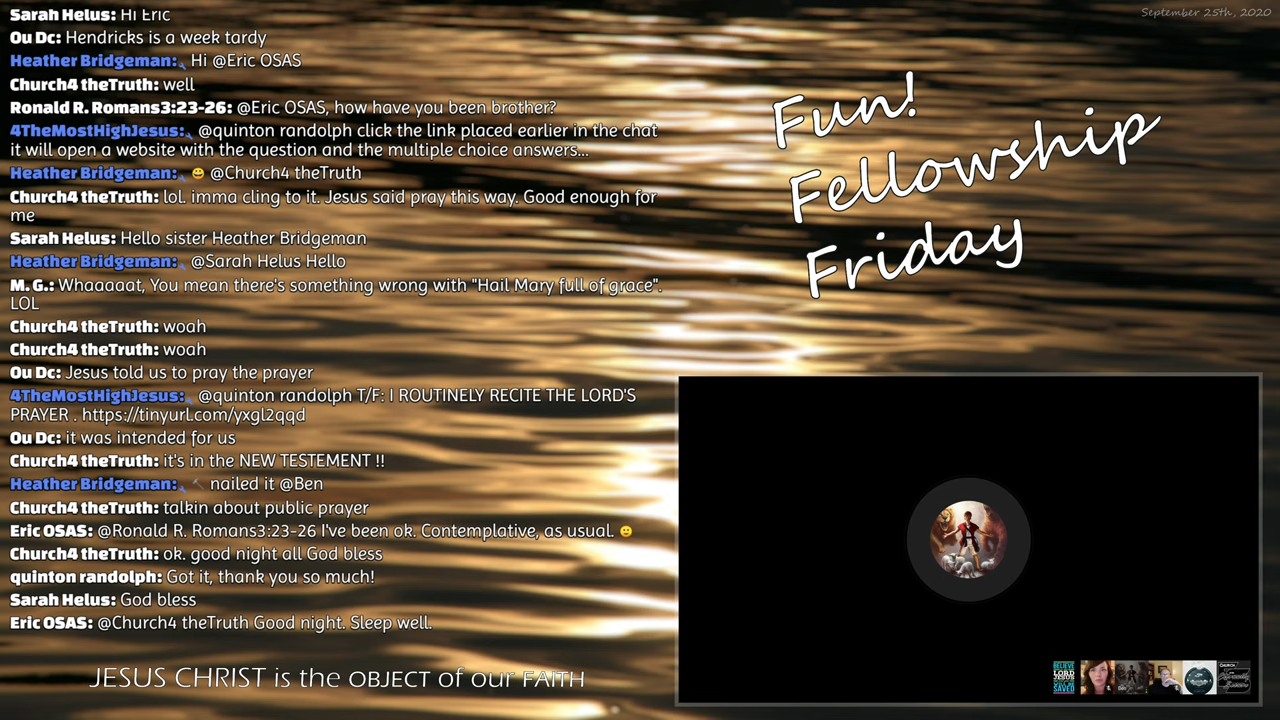 Sarah Helus: Hi Eric
Ou Dc: Hendricks is a week tardy
Heather Bridgeman: Hi @Eric OSAS
Church4 theTruth: well
Ronald R. Romans3:23-26: @Eric OSAS, how have you been brother?
4TheMostHighJesus: @quinton randolph click the link placed earlier in the chat
it will open a website with the question and the multiple choice answers...
Heather Bridgeman: 😀 @Church4 theTruth
Church4 theTruth: lol. imma cling to it. Jesus said pray this way. Good enough for
me
Sarah Helus: Hello sister Heather Bridgeman
Heather Bridgeman: @Sarah Helus Hello
M. G.: Whaaaaat, You mean there's something wrong with "Hail Mary full of grace".
LOL
Church4 theTruth: woah
Church4 theTruth: woah
Ou Dc: Jesus told us to pray the prayer
4TheMostHighJesus: @quinton randolph T/F: I ROUTINELY RECITE THE LORD'S
PRAYER . https://tinyurl.com/yxgl2qqd
Ou Dc: it was intended for us
Church4 theTruth: it's in the NEW TESTEMENT !!
Heather Bridgeman: 🔨 nailed it @Ben
Church4 theTruth: talkin about public prayer
Eric OSAS: @Ronald R. Romans3:23-26 I've been ok. Contemplative, as usual. 🙂
Church4 theTruth: ok. good night all God bless
quinton randolph: Got it, thank you so much!
Sarah Helus: God bless
Eric OSAS: @Church4 theTruth Good night. Sleep well.
JESUS CHRIST is the OBJECT of our FAITH
September 25th, 2020
Fun!
Fellowship
Friday
BELIEVE
LORD
JESUS
SAVED
CHURCH